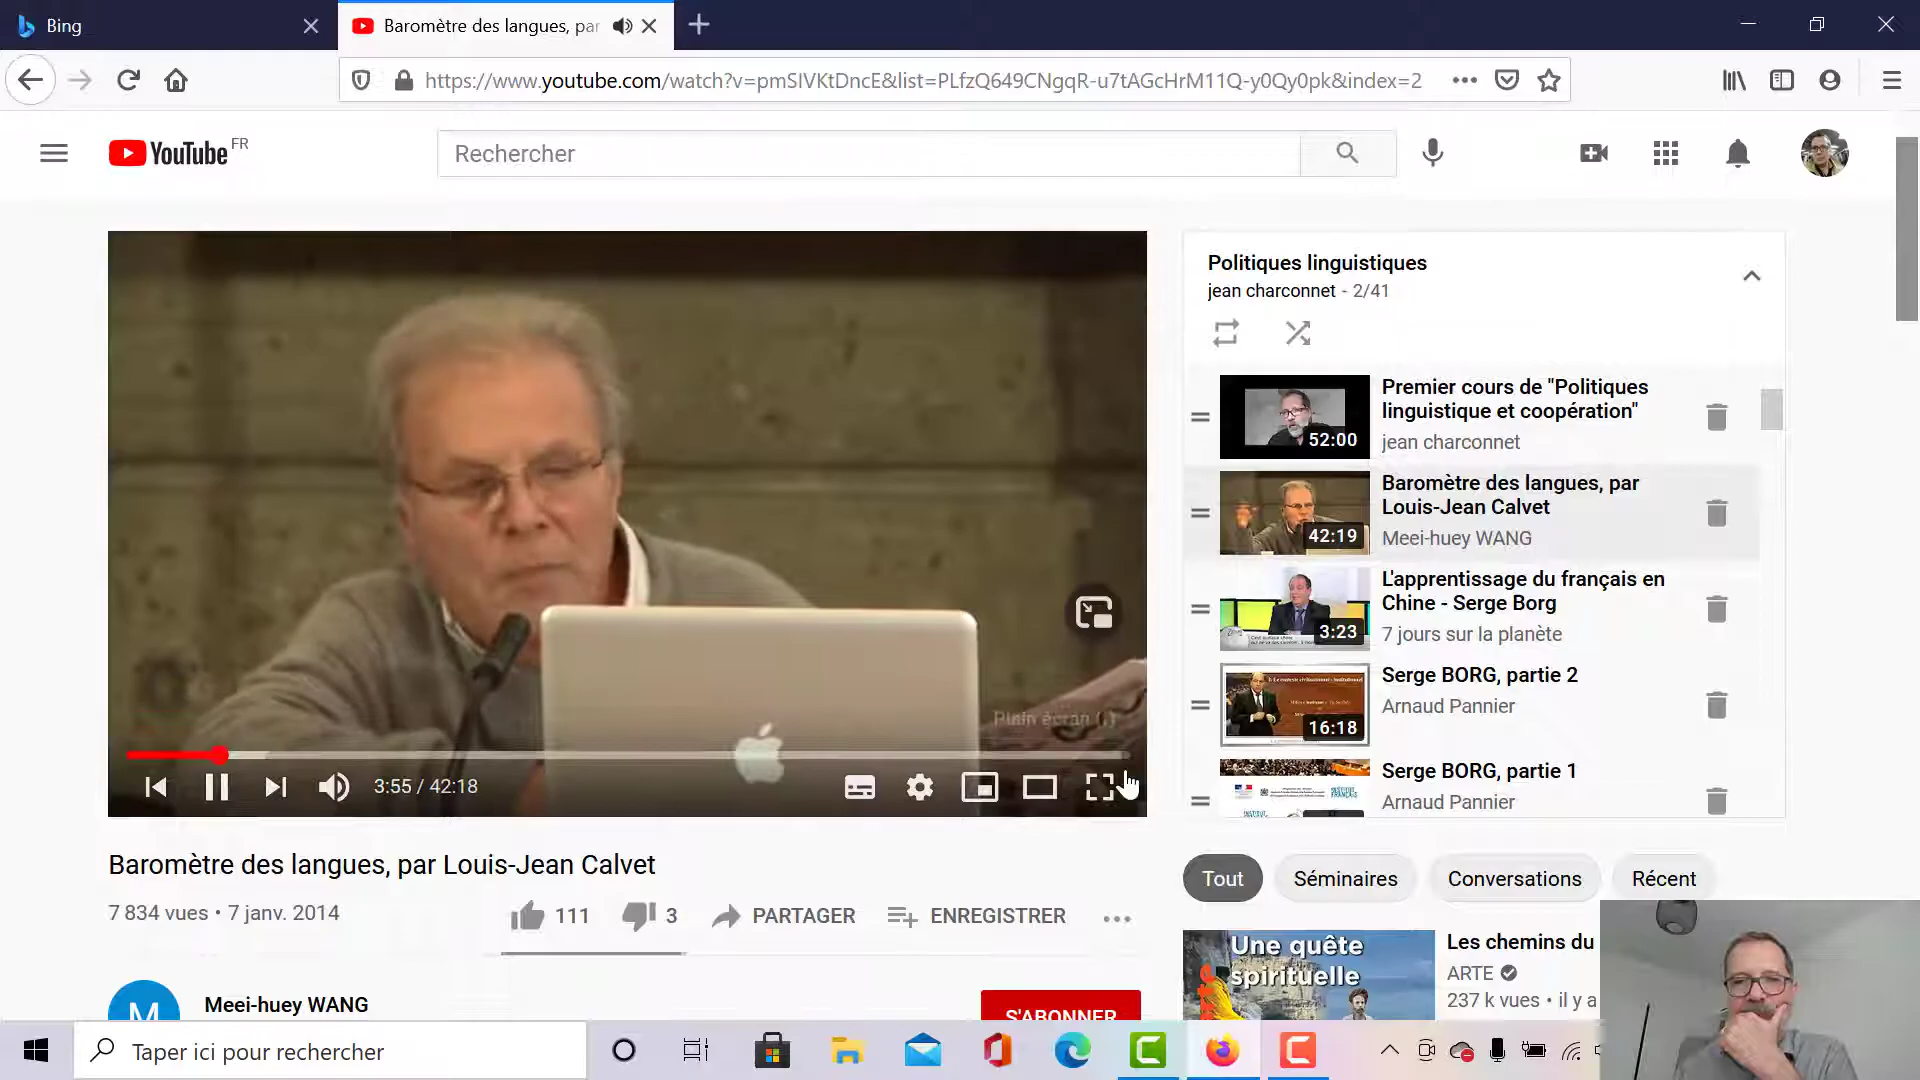 Bing
Baromètre des langues, par
https://www.youtube.com/watch?v=pmSIVKtDncE&list=PLfzQ649CNgqR-u7tAGcHrM11Q-y0Qy0pk&index=2
YouTube FR
Rechercher
Plein écran (f)
3:55 / 42:18
Politiques linguistiques
jean charconnet - 2/41
52:00
Premier cours de "Politiques
linguistique et coopération"
jean charconnet
42:19
Baromètre des langues, par
Louis-Jean Calvet
Meei-huey WANG
3:23
L'apprentissage du français en
Chine - Serge Borg
7 jours sur la planète
16:18
Serge BORG, partie 2
Arnaud Pannier
Serge BORG, partie 1
Arnaud Pannier
Baromètre des langues, par Louis-Jean Calvet
7 834 vues • 7 janv. 2014
111
3
PARTAGER
ENREGISTRER
M
Meei-huey WANG
S'ABONNER
Tout
Séminaires
Conversations
Récent
Une quête
spirituelle
arte
Les chemins du
ARTE
237 k vues • il y a
Taper ici pour rechercher